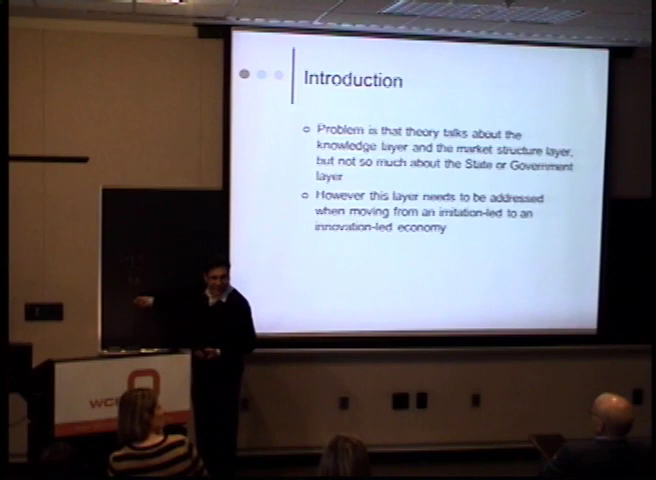 Introduction
Problem is that theory talks about the
knowledge layer and the market structure layer,
but not so much about the State or Government
layer
However this layer needs to be addressed
when moving from an imitation-led to an
innovation-led economy